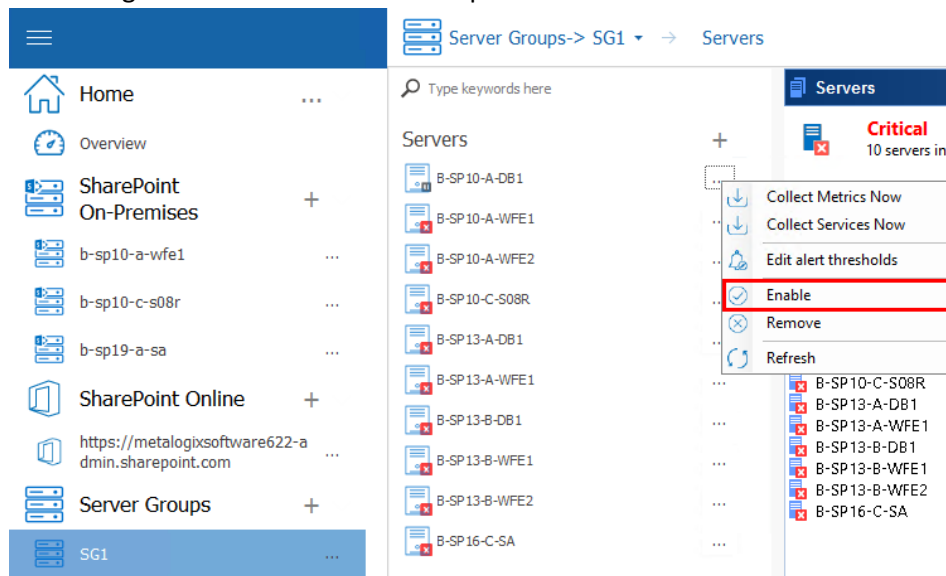 Server Groups-> SG1
Servers
Home
...
Overview
SharePoint
On-Premises
+
b-sp10-a-wfe1
...
b-sp10-c-s08r
...
b-sp19-a-sa
...
SharePoint Online
+
https://metalogixsoftware622-a
dmin.sharepoint.com
...
Server Groups
+
SG1
...
Type keywords here
Servers
+
B-SP10-A-DB1
...
B-SP10-A-WFE1
B-SP10-A-WFE2
B-SP10-C-S08R
B-SP13-A-DB1
B-SP13-A-WFE1
...
B-SP13-B-DB1
...
B-SP13-B-WFE1
...
B-SP13-B-WFE2
...
B-SP16-C-SA
...
Servers
Critical
10 servers in
Collect Metrics Now
Collect Services Now
Edit alert thresholds
Enable
Remove
Refresh
B-SP10-C-S08R
B-SP13-A-DB1
B-SP13-A-WFE1
B-SP13-B-DB1
B-SP13-B-WFE1
B-SP13-B-WFE2
B-SP16-C-SA